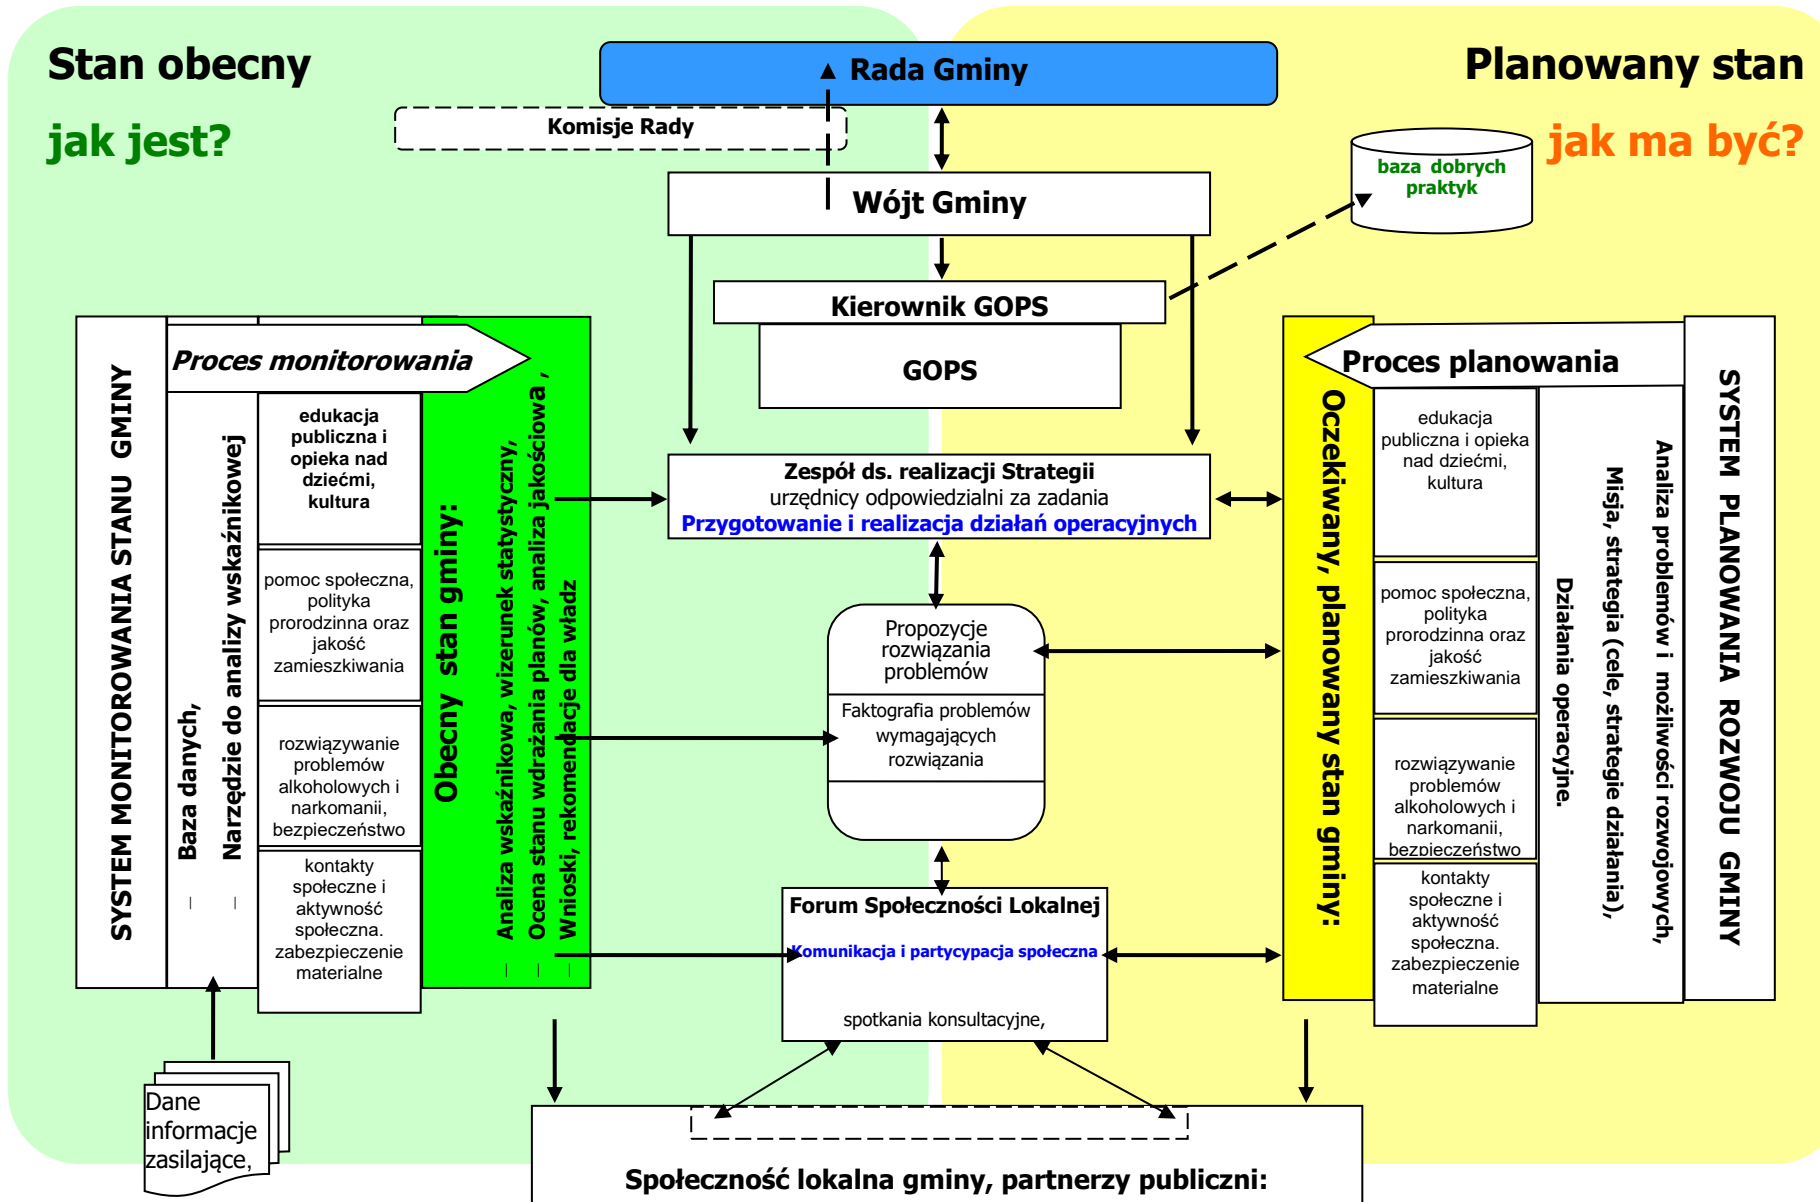 Stan obecny
jak jest?
Planowany stan
jak ma być?
Rada Gminy
Komisje Rady
Wójt Gminy
baza dobrych
praktyk
Kierownik GOPS
GOPS
SYSTEM MONITOROWANIA STANU GMINY
Proces monitorowania
– Baza danych,
– Narzędzie do analizy wskaźnikowej
edukacja
publiczna i
opieka nad
dziećmi,
kultura
pomoc społeczna,
polityka
prorodzinna oraz
jakość
zamieszkiwania
rozwiązywanie
problemów
alkoholowych i
narkomanii,
bezpieczeństwo
kontakty
społeczne i
aktywność
społeczna.
zabezpieczenie
materialne
Obecny stan gminy:
– Analiza wskaźnikowa, wizerunek statystyczny,
– Ocena stanu wdrażania planów, analiza jakościowa ,
– Wnioski, rekomendacje dla władz
Zespół ds. realizacji Strategii
urzędnicy odpowiedzialni za zadania
Przygotowanie i realizacja działań operacyjnych
Propozycje
rozwiązania
problemów
Faktografia problemów
wymagających
rozwiązania
Forum Społeczności Lokalnej
Komunikacja i partycypacja społeczna
spotkania konsultacyjne,
Proces planowania
Oczekiwany, planowany stan gminy:
edukacja
publiczna i opieka
nad dziećmi,
kultura
pomoc społeczna,
polityka
prorodzinna oraz
jakość
zamieszkiwania
rozwiązywanie
problemów
alkoholowych i
narkomanii,
bezpieczeństwo
kontakty
społeczne i
aktywność
społeczna.
zabezpieczenie
materialne
Analiza problemów i możliwości rozwojowych,
Misja, strategia (cele, strategie działania),
Działania operacyjne.
SYSTEM PLANOWANIA ROZWOJU GMINY
Dane
informacje
zasilające,
Społeczność lokalna gminy, partnerzy publiczni: